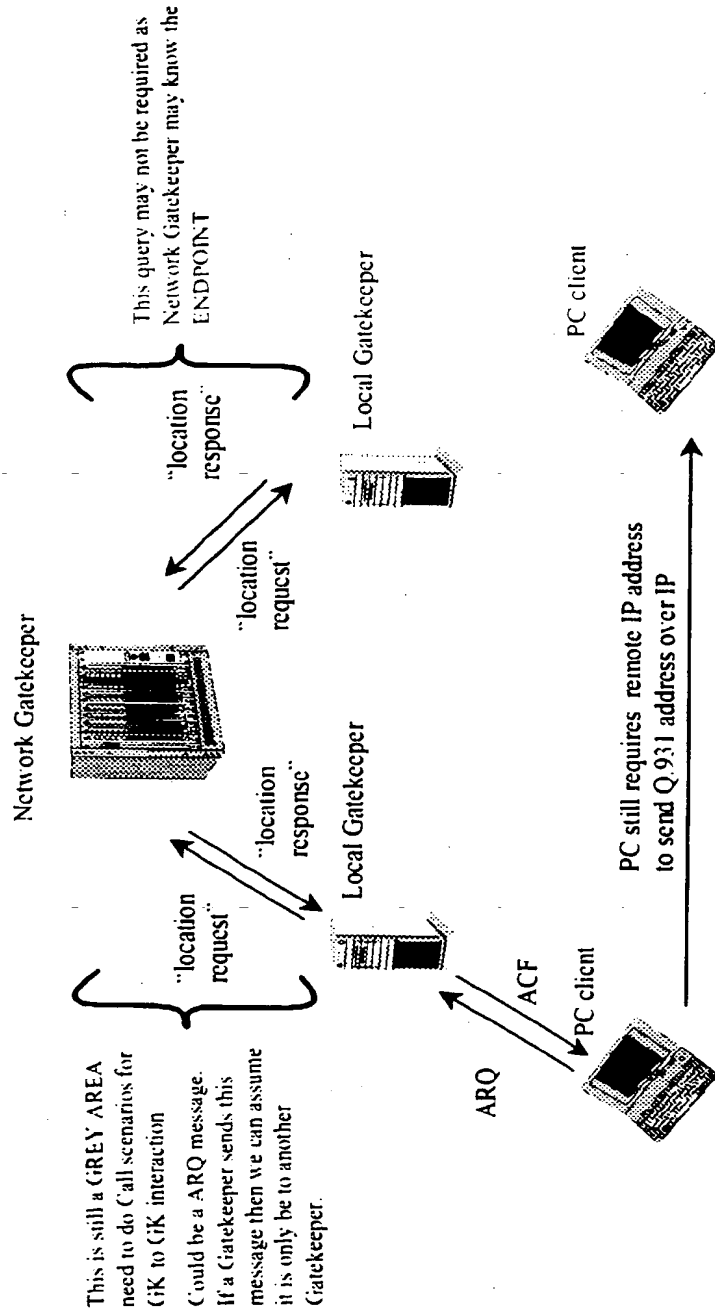 Network Gatekeeper
This is still a GREY AREA
need to do Call scenarios for
GK to GK interaction
Could be a ARQ message.
If a Gatekeeper sends this
message then we can assume
it is only be to another
Gatekeeper.
"location
request"
"location
response"
"location
request"
"location
response"
This query may not be required as
Network Gatekeeper may know the
ENDPOINT
Local Gatekeeper
Local Gatekeeper
ARQ
ACF
PC client
PC client
PC still requires remote IP address
to send Q.931 address over IP